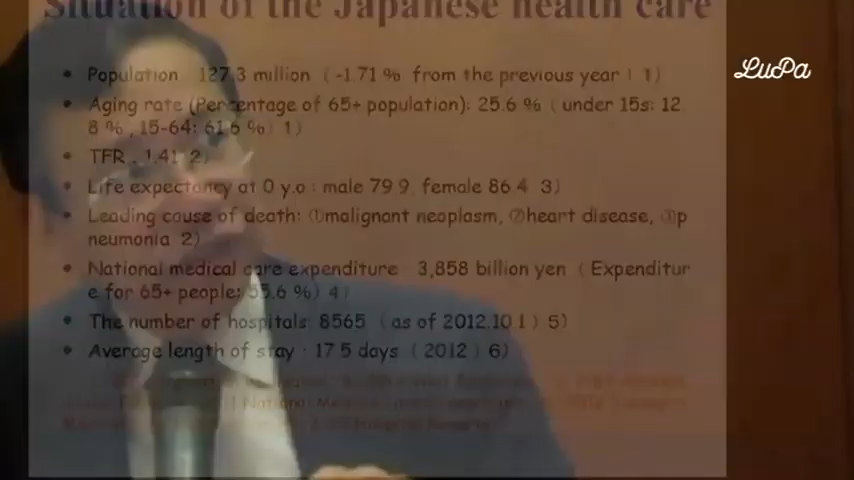 Situation of the Japanese health care
LuPa
• Population : 127.3 million ( -1.71 % from the previous year ) 1)
• Aging rate (Percentage of 65+ population): 25.6 % ( under 15s: 12.
8 % , 15-64: 61.6 % ) 1)
• TFR : 1.41 2)
• Life expectancy at 0 y.o : male 79.9, female 86.4 3)
• Leading cause of death: ①malignant neoplasm, ②heart disease, ③p
neumonia 2)
• National medical care expenditure : 3,858 billion yen ( Expenditur
e for 65+ people: 55.6 % ) 4)
• The number of hospitals: 8565 ( as of 2012.10.1 ) 5)
• Average length of stay : 17.5 days ( 2012 ) 6)